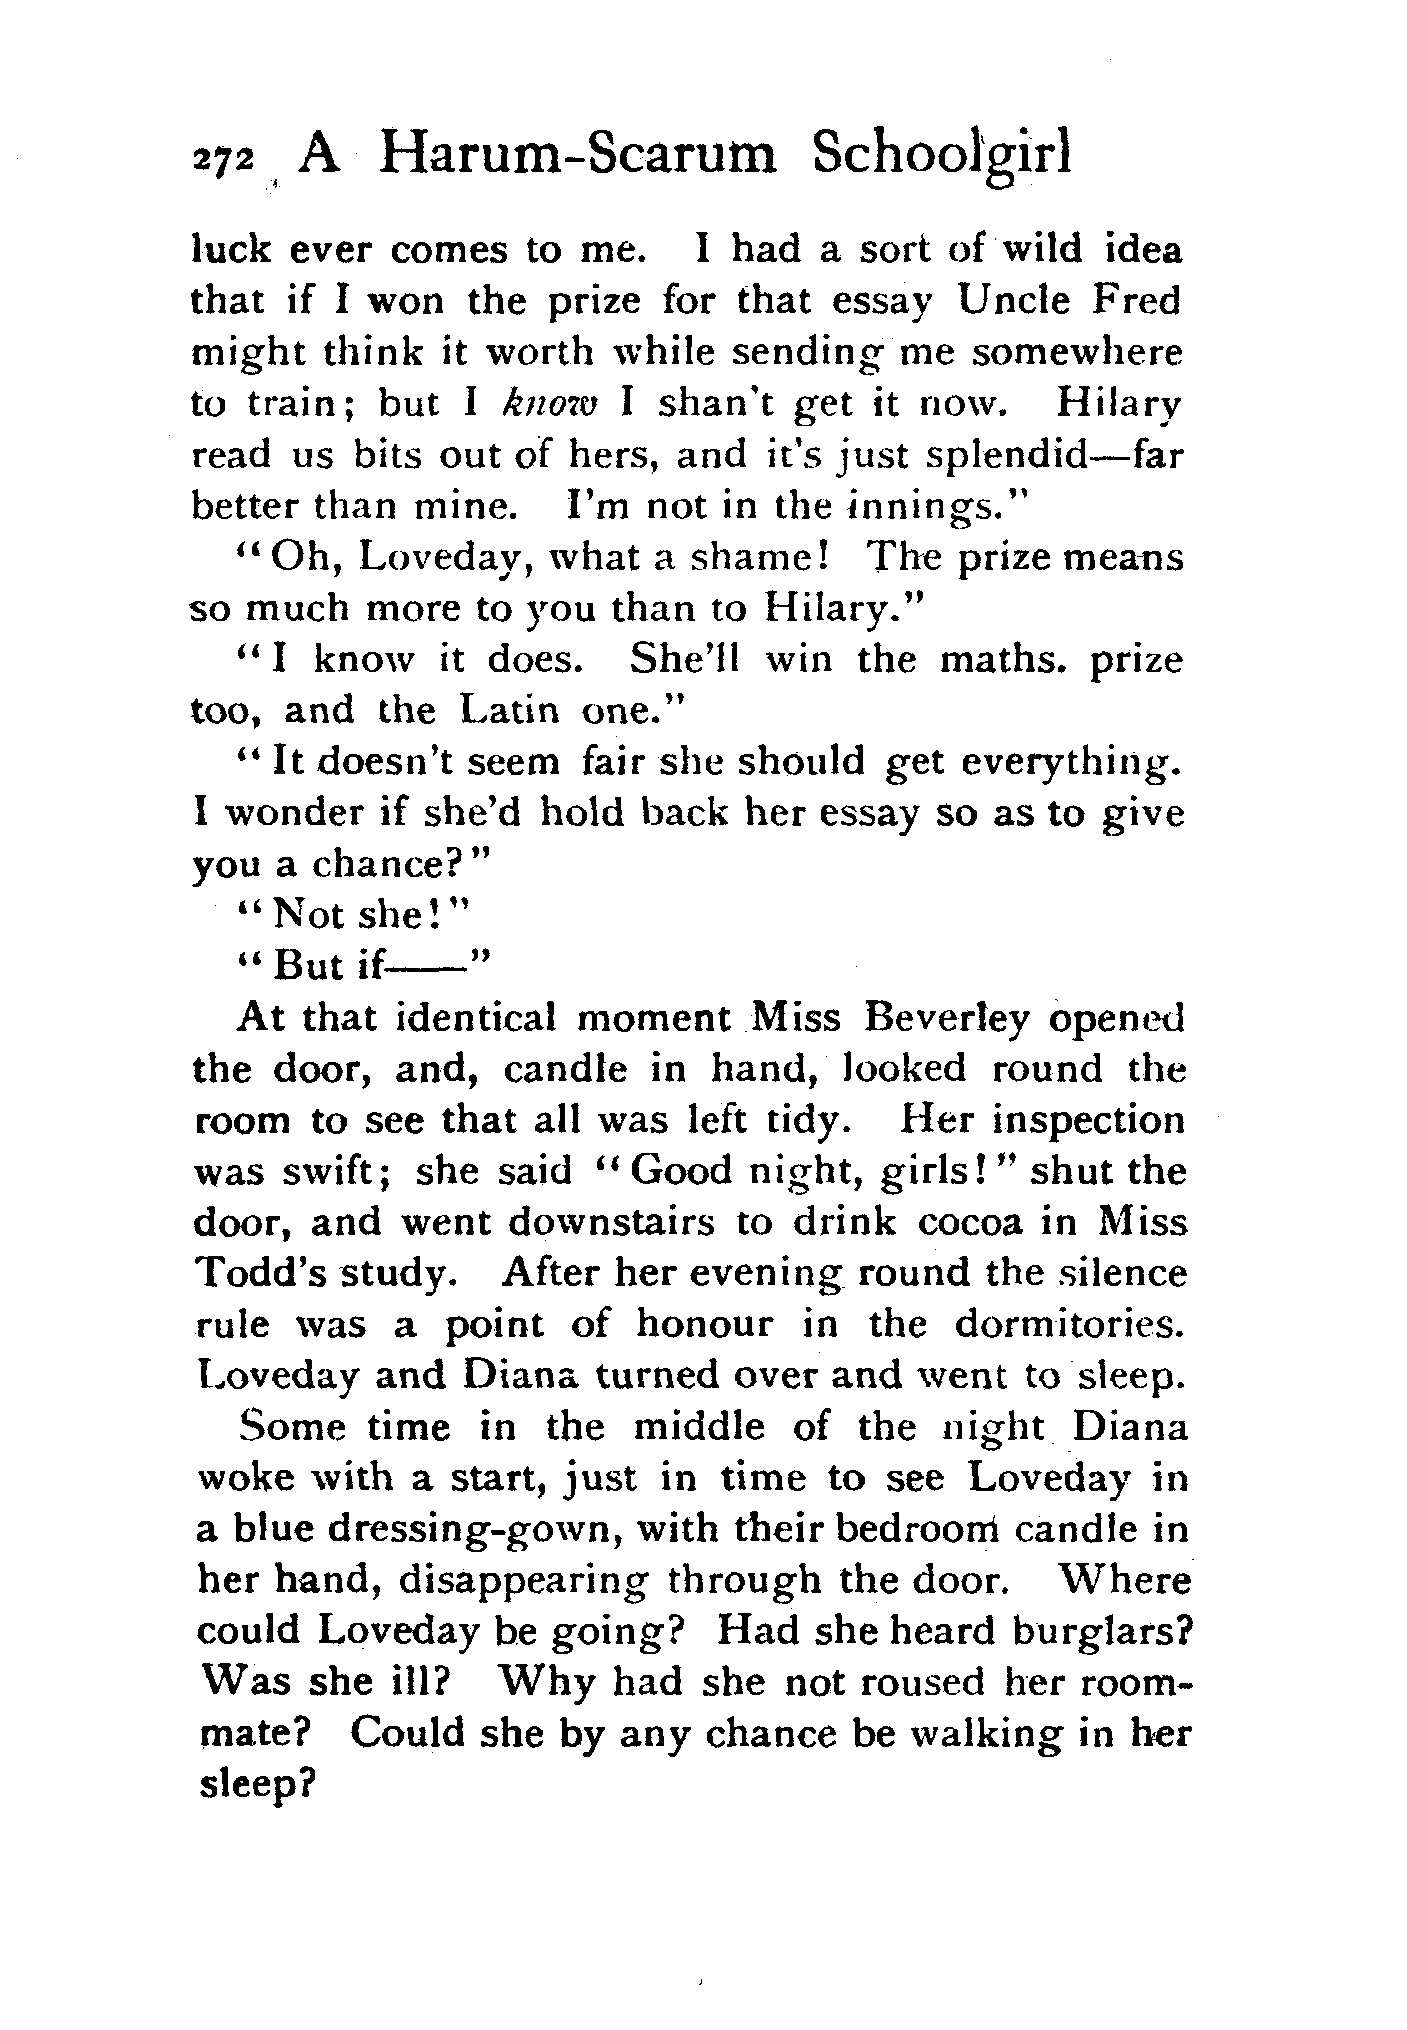 272 A Harum-Scarum Schoolgirl
luck ever comes to me. I had a sort of wild idea
that if I won the prize for that essay Uncle Fred
might think it worth while sending me somewhere
to train; but I know I shan't get it now. Hilary
read us bits out of hers, and it's just splendid—far
better than mine. I'm not in the innings."
"Oh, Loveday, what a shame! The prize means
so much more to you than to Hilary."
"I know it does. She'll win the maths. prize
too, and the Latin one."
"It doesn't seem fair she should get everything.
I wonder if she'd hold back her essay so as to give
you a chance?"
"Not she!"
"But if——"
At that identical moment Miss Beverley opened
the door, and, candle in hand, looked round the
room to see that all was left tidy. Her inspection
was swift; she said "Good night, girls!" shut the
door, and went downstairs to drink cocoa in Miss
Todd's study. After her evening round the silence
rule was a point of honour in the dormitories.
Loveday and Diana turned over and went to sleep.
Some time in the middle of the night Diana
woke with a start, just in time to see Loveday in
a blue dressing-gown, with their bedroom candle in
her hand, disappearing through the door. Where
could Loveday be going? Had she heard burglars?
Was she ill? Why had she not roused her room-
mate? Could she by any chance be walking in her
sleep?